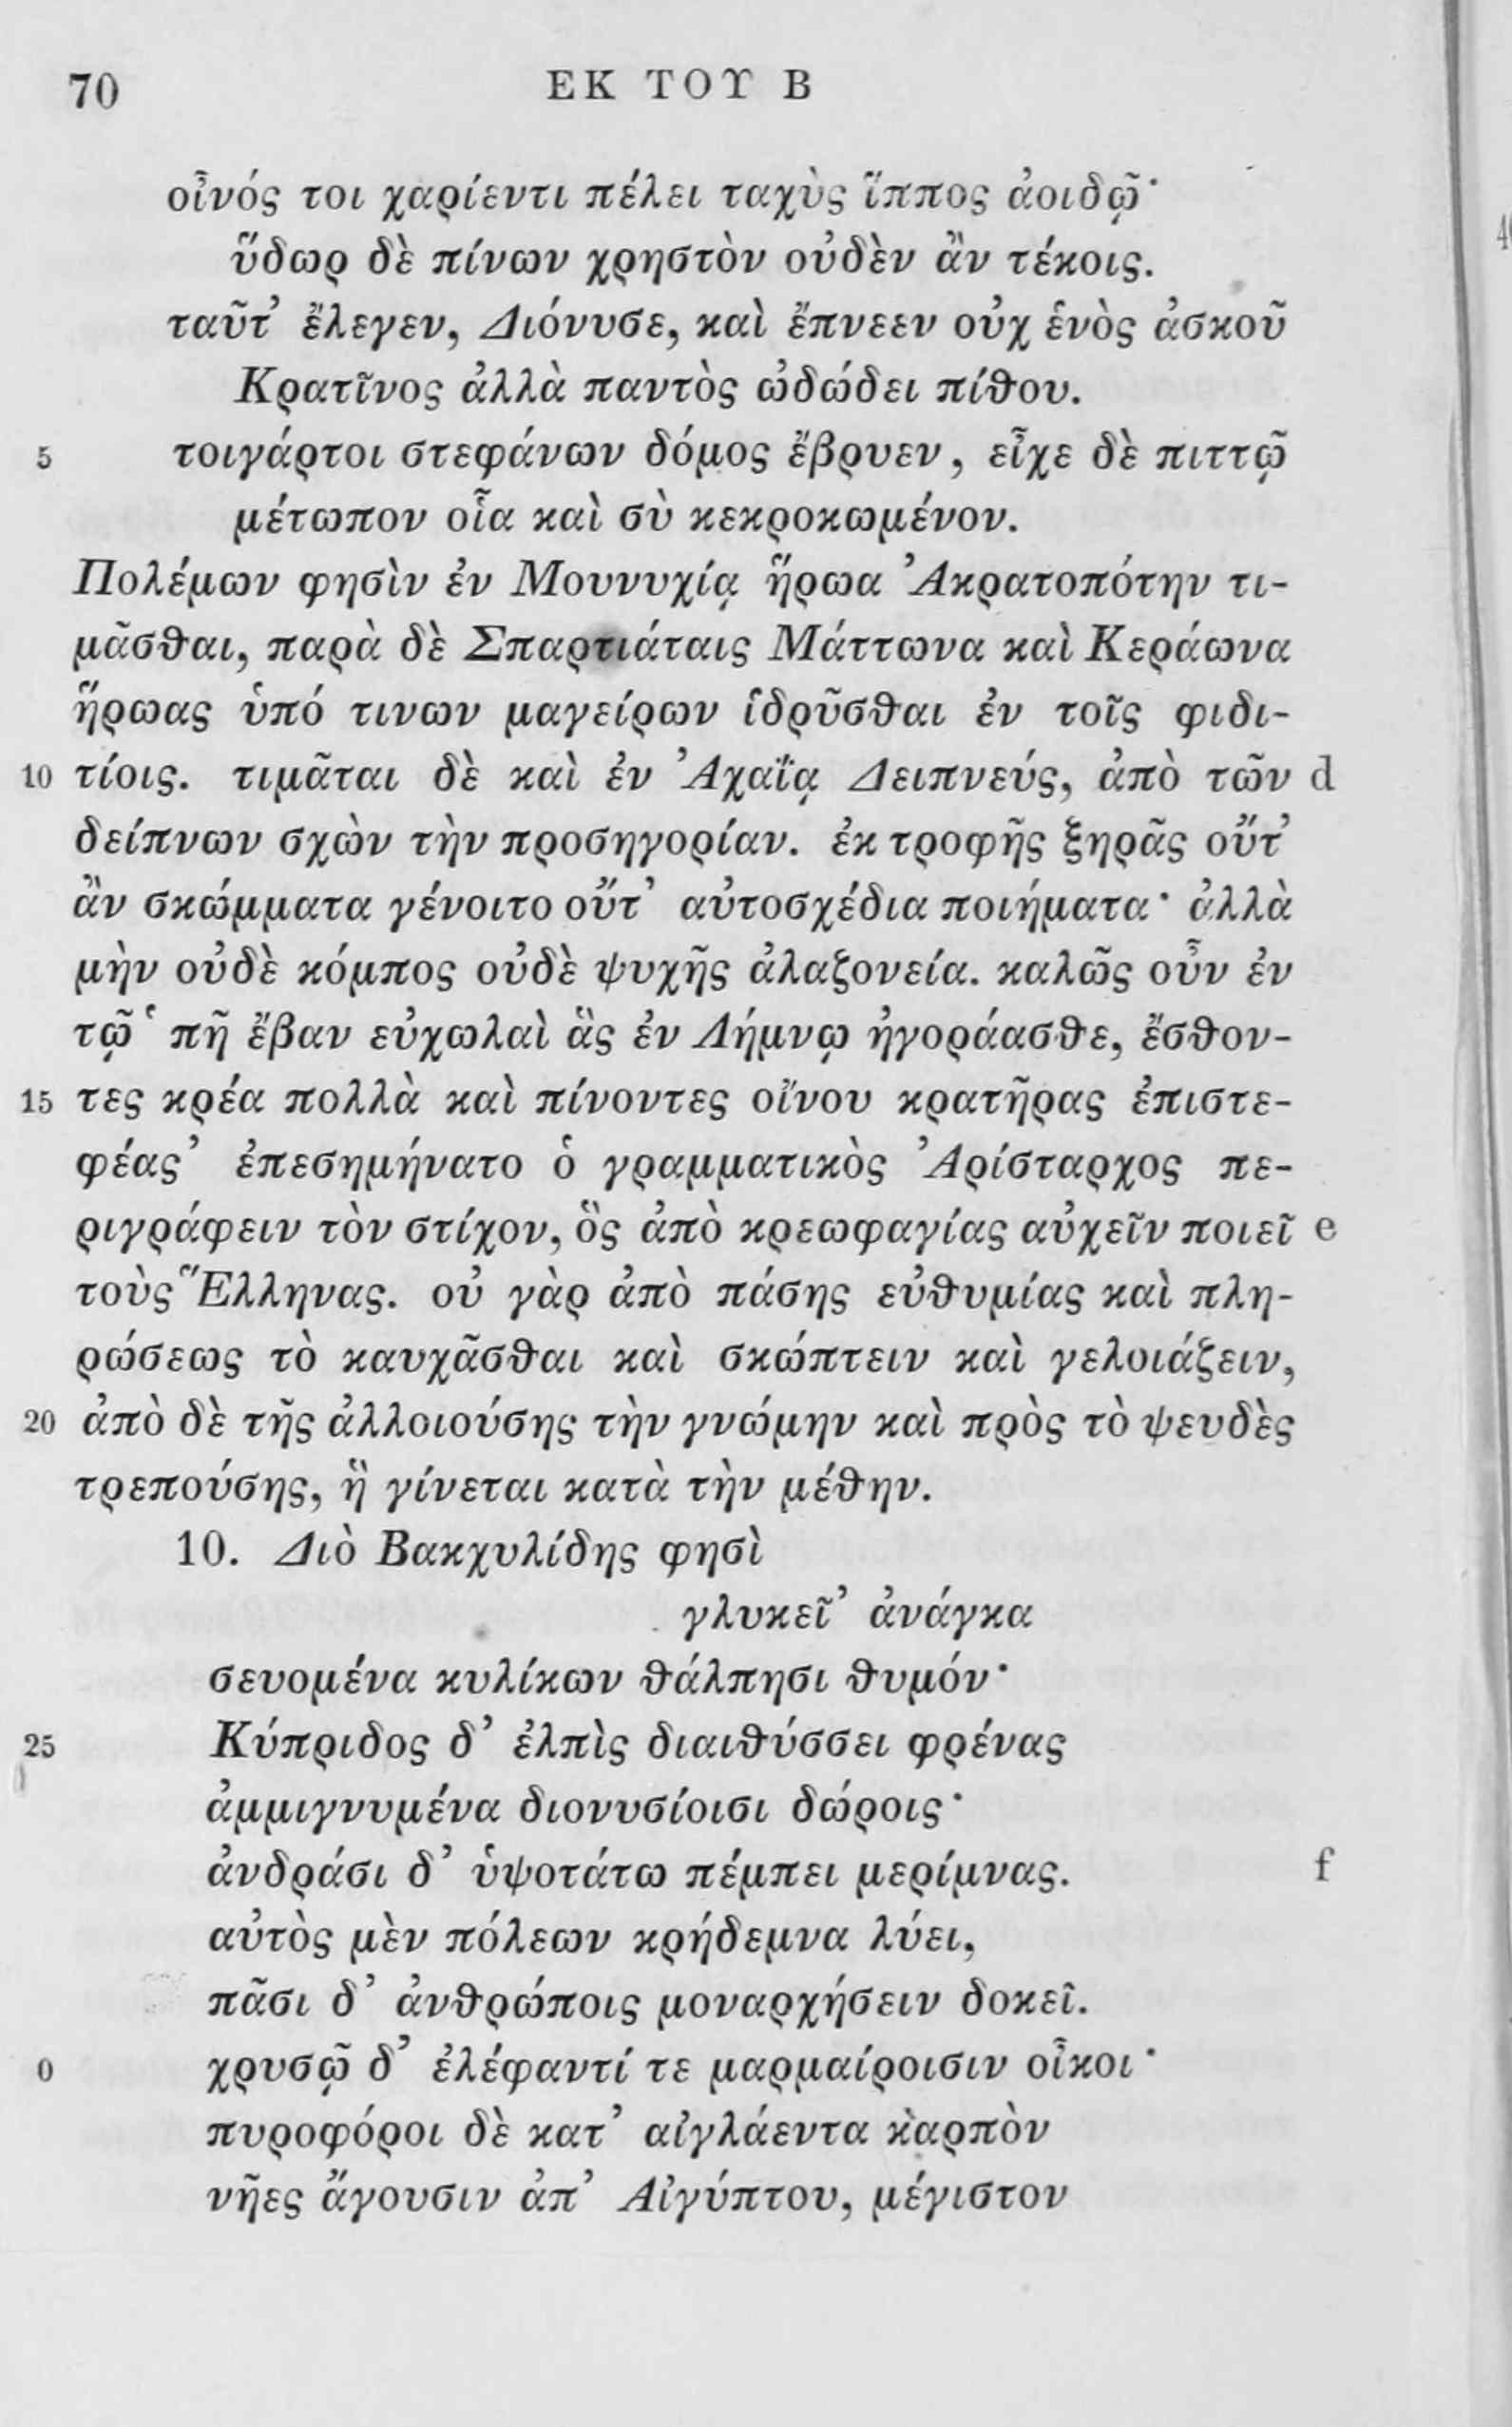 70 ΕΚ ΤΟΥ Β
οἶνός τοι χαρίεντι πέλει ταχὺς ἵππος ἀοιδῷ·
ὕδωρ δὲ πίνων χρηστὸν οὐδὲν ἂν τέκοις.
ταῦτ’ ἔλεγεν, Διόνυσε, καὶ ἔπνεεν οὐχ ἑνὸς ἀσκοῦ
Κρατῖνος ἀλλὰ παντὸς ὠδώδει πίθου.
5 τοιγάρτοι στεφάνων δόμος ἔβρυεν, εἶχε δὲ πιττῷ
μέτωπον οἷα καὶ σὺ κεκροκωμένον.
Πολέμων φησὶν ἐν Μουνυχίᾳ ἥρωα Ἀκρατοπότην τι-
μᾶσθαι, παρὰ δὲ Σπαρτιάταις Μάττωνα καὶ Κεράωνα
ἥρωας ὑπό τινων μαγείρων ἱδρῦσθαι ἐν τοῖς φιδι-
10 τίοις. τιμᾶται δὲ καὶ ἐν Ἀχαΐᾳ Δειπνεύς, ἀπὸ τῶν d
δείπνων σχὼν τὴν προσηγορίαν. ἐκ τροφῆς ξηρᾶς οὔτ’
ἂν σκώμματα γένοιτο οὔτ’ αὐτοσχέδια ποιήματα· ἀλλὰ
μὴν οὐδὲ κόμπος οὐδὲ ψυχῆς ἀλαζονεία. καλῶς οὖν ἐν
τῷ ‘πῆ ἔβαν εὐχωλαὶ ἃς ἐν Λήμνῳ ἠγοράασθε, ἔσθον-
15 τες κρέα πολλὰ καὶ πίνοντες οἴνου κρατῆρας ἐπιστε-
φέας’ ἐπεσημήνατο ὁ γραμματικὸς Ἀρίσταρχος πε-
ριγράφειν τὸν στίχον, ὃς ἀπὸ κρεωφαγίας αὐχεῖν ποιεῖ e
τοὺς Ἕλληνας. οὐ γὰρ ἀπὸ πάσης εὐθυμίας καὶ πλη-
ρώσεως τὸ καυχᾶσθαι καὶ σκώπτειν καὶ γελοιάζειν,
20 ἀπὸ δὲ τῆς ἀλλοιούσης τὴν γνώμην καὶ πρὸς τὸ ψευδὲς
τρεπούσης, ἣ γίνεται κατὰ τὴν μέθην.
10. Διὸ Βακχυλίδης φησὶ
γλυκεῖ’ ἀνάγκα
σευομένα κυλίκων θάλπησι θυμόν·
25 Κύπριδος δ’ ἐλπὶς διαιθύσσει φρένας
ἀμμιγνυμένα διονυσίοισι δώροις·
ἀνδράσι δ’ ὑψοτάτω πέμπει μερίμνας. f
αὐτὸς μὲν πόλεων κρήδεμνα λύει,
πᾶσι δ’ ἀνθρώποις μοναρχήσειν δοκεῖ.
0 χρυσῷ δ’ ἐλέφαντί τε μαρμαίροισιν οἶκοι·
πυροφόροι δὲ κατ’ αἰγλάεντα καρπὸν
νῆες ἄγουσιν ἀπ’ Αἰγύπτου, μέγιστον